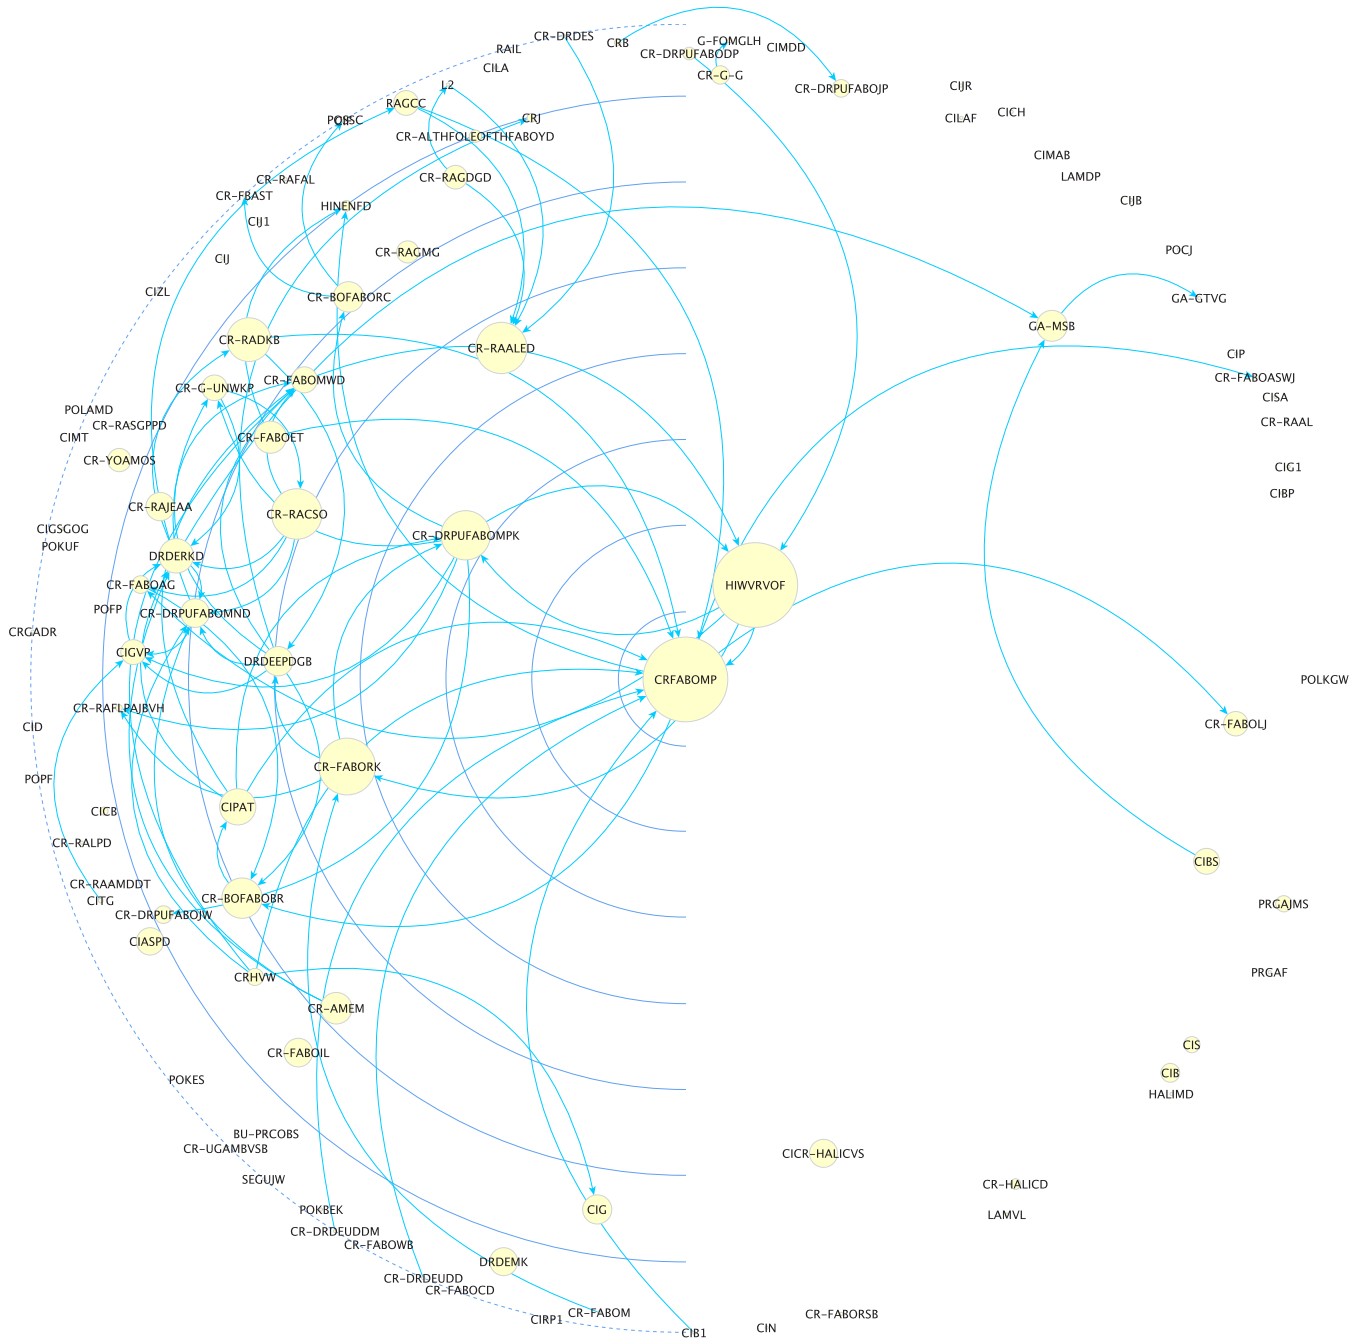 CR-DRDES
CRB
G-FOMGLH
CIMDD
RAIL
CR-DRPUFABODP
CILA
CR-G-G
L2
CR-DRPUFABOJP
CIJR
RAGCC
CICH
CRJ
CILAF
CR-ALTHFOLEOFTHFABOYD
CIMAB
LAMDP
CR-RAGDGD
CR-RAFAL
CR-FBAST
CIJB
HINENFD
CIJ1
POCJ
CR-RAGMG
CIJ
CIZL
CR-BOFABORC
GA-GTVG
GA-MSB
CR-RADKB
CR-RAALED
CIP
CR-FABOASWJ
CR-FABOMWD
CR-G-UNWKP
CISA
POLAMD
CR-RAAL
CR-RASGPPD
CIMT
CR-FABOET
CR-YOAMOS
CIG1
CIBP
CR-RAJEAA
CR-RACSO
CIGSGOG
CR-DRPUFABOMPK
POKUF
DRDERKD
CR-FABOAG
HIWVRVOF
POFP
CR-DRPUFABOMND
CRGADR
CIGVP
DRDEEPDGB
CRFABOMP
POLKGW
CR-RAFLPAJBVH
CID
CR-FABOLJ
CR-FABORK
POPF
CIPAT
CICB
CR-RALPD
CIBS
CR-RAAMDDT
CITG
CR-BOFABOBR
PRGAJMS
CR-DRPUFABOJW
CIASPD
PRGAF
CRHVW
CR-AMEM
CIS
CR-FABOIL
CIB
POKES
HALIMD
BU-PRCOBS
CR-UGAMBVSB
CICR-HALICVS
SEGUJW
CR-HALICD
POKBEK
CIG
LAMVL
CR-DRDEUDDM
CR-FABOWB
DRDEMK
CR-DRDEUDD
CR-FABOCD
CR-FABOM
CR-FABORSB
CIRP1
CIN
CIB1